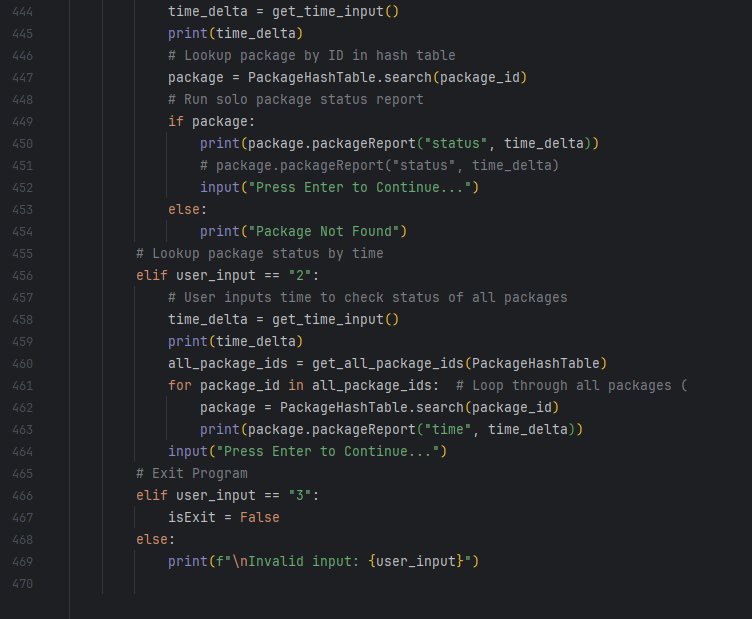 444 time_delta = get_time_input()
445 print(time_delta)
446 # Lookup package by ID in hash table
447 package = PackageHashTable.search(package_id)
448 # Run solo package status report
449 if package:
450 print(package.packageReport("status", time_delta))
451 # package.packageReport("status", time_delta)
452 input("Press Enter to Continue...")
453 else:
454 print("Package Not Found")
455 # Lookup package status by time
456 elif user_input == "2":
457 # User inputs time to check status of all packages
458 time_delta = get_time_input()
459 print(time_delta)
460 all_package_ids = get_all_package_ids(PackageHashTable)
461 for package_id in all_package_ids:  # Loop through all packages (
462 package = PackageHashTable.search(package_id)
463 print(package.packageReport("time", time_delta))
464 input("Press Enter to Continue...")
465 # Exit Program
466 elif user_input == "3":
467 isExit = False
468 else:
469 print(f"\nInvalid input: {user_input}")
470